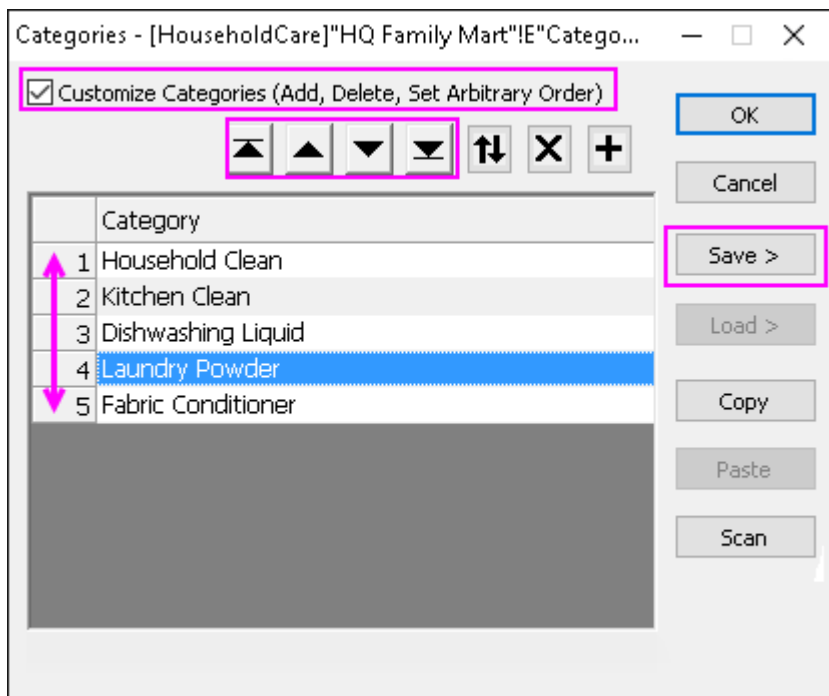 Categories - [HouseholdCare]"HQ Family Mart"!E"Catego...
Customize Categories (Add, Delete, Set Arbitrary Order)
OK
Cancel
Category
1 Household Clean
Save >
2 Kitchen Clean
3 Dishwashing Liquid
Load >
4 Laundry Powder
5 Fabric Conditioner
Copy
Paste
Scan